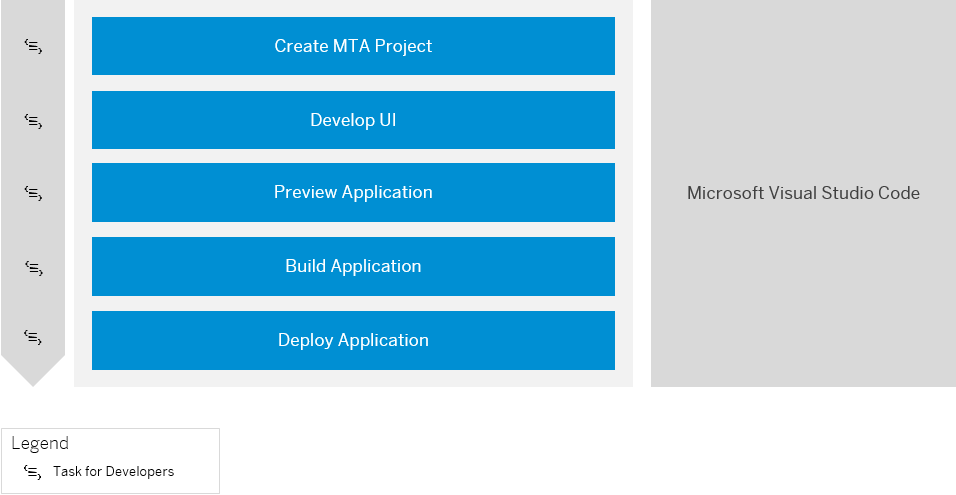 Create MTA Project
Develop UI
Preview Application
Build Application
Deploy Application
Microsoft Visual Studio Code
Legend
Task for Developers